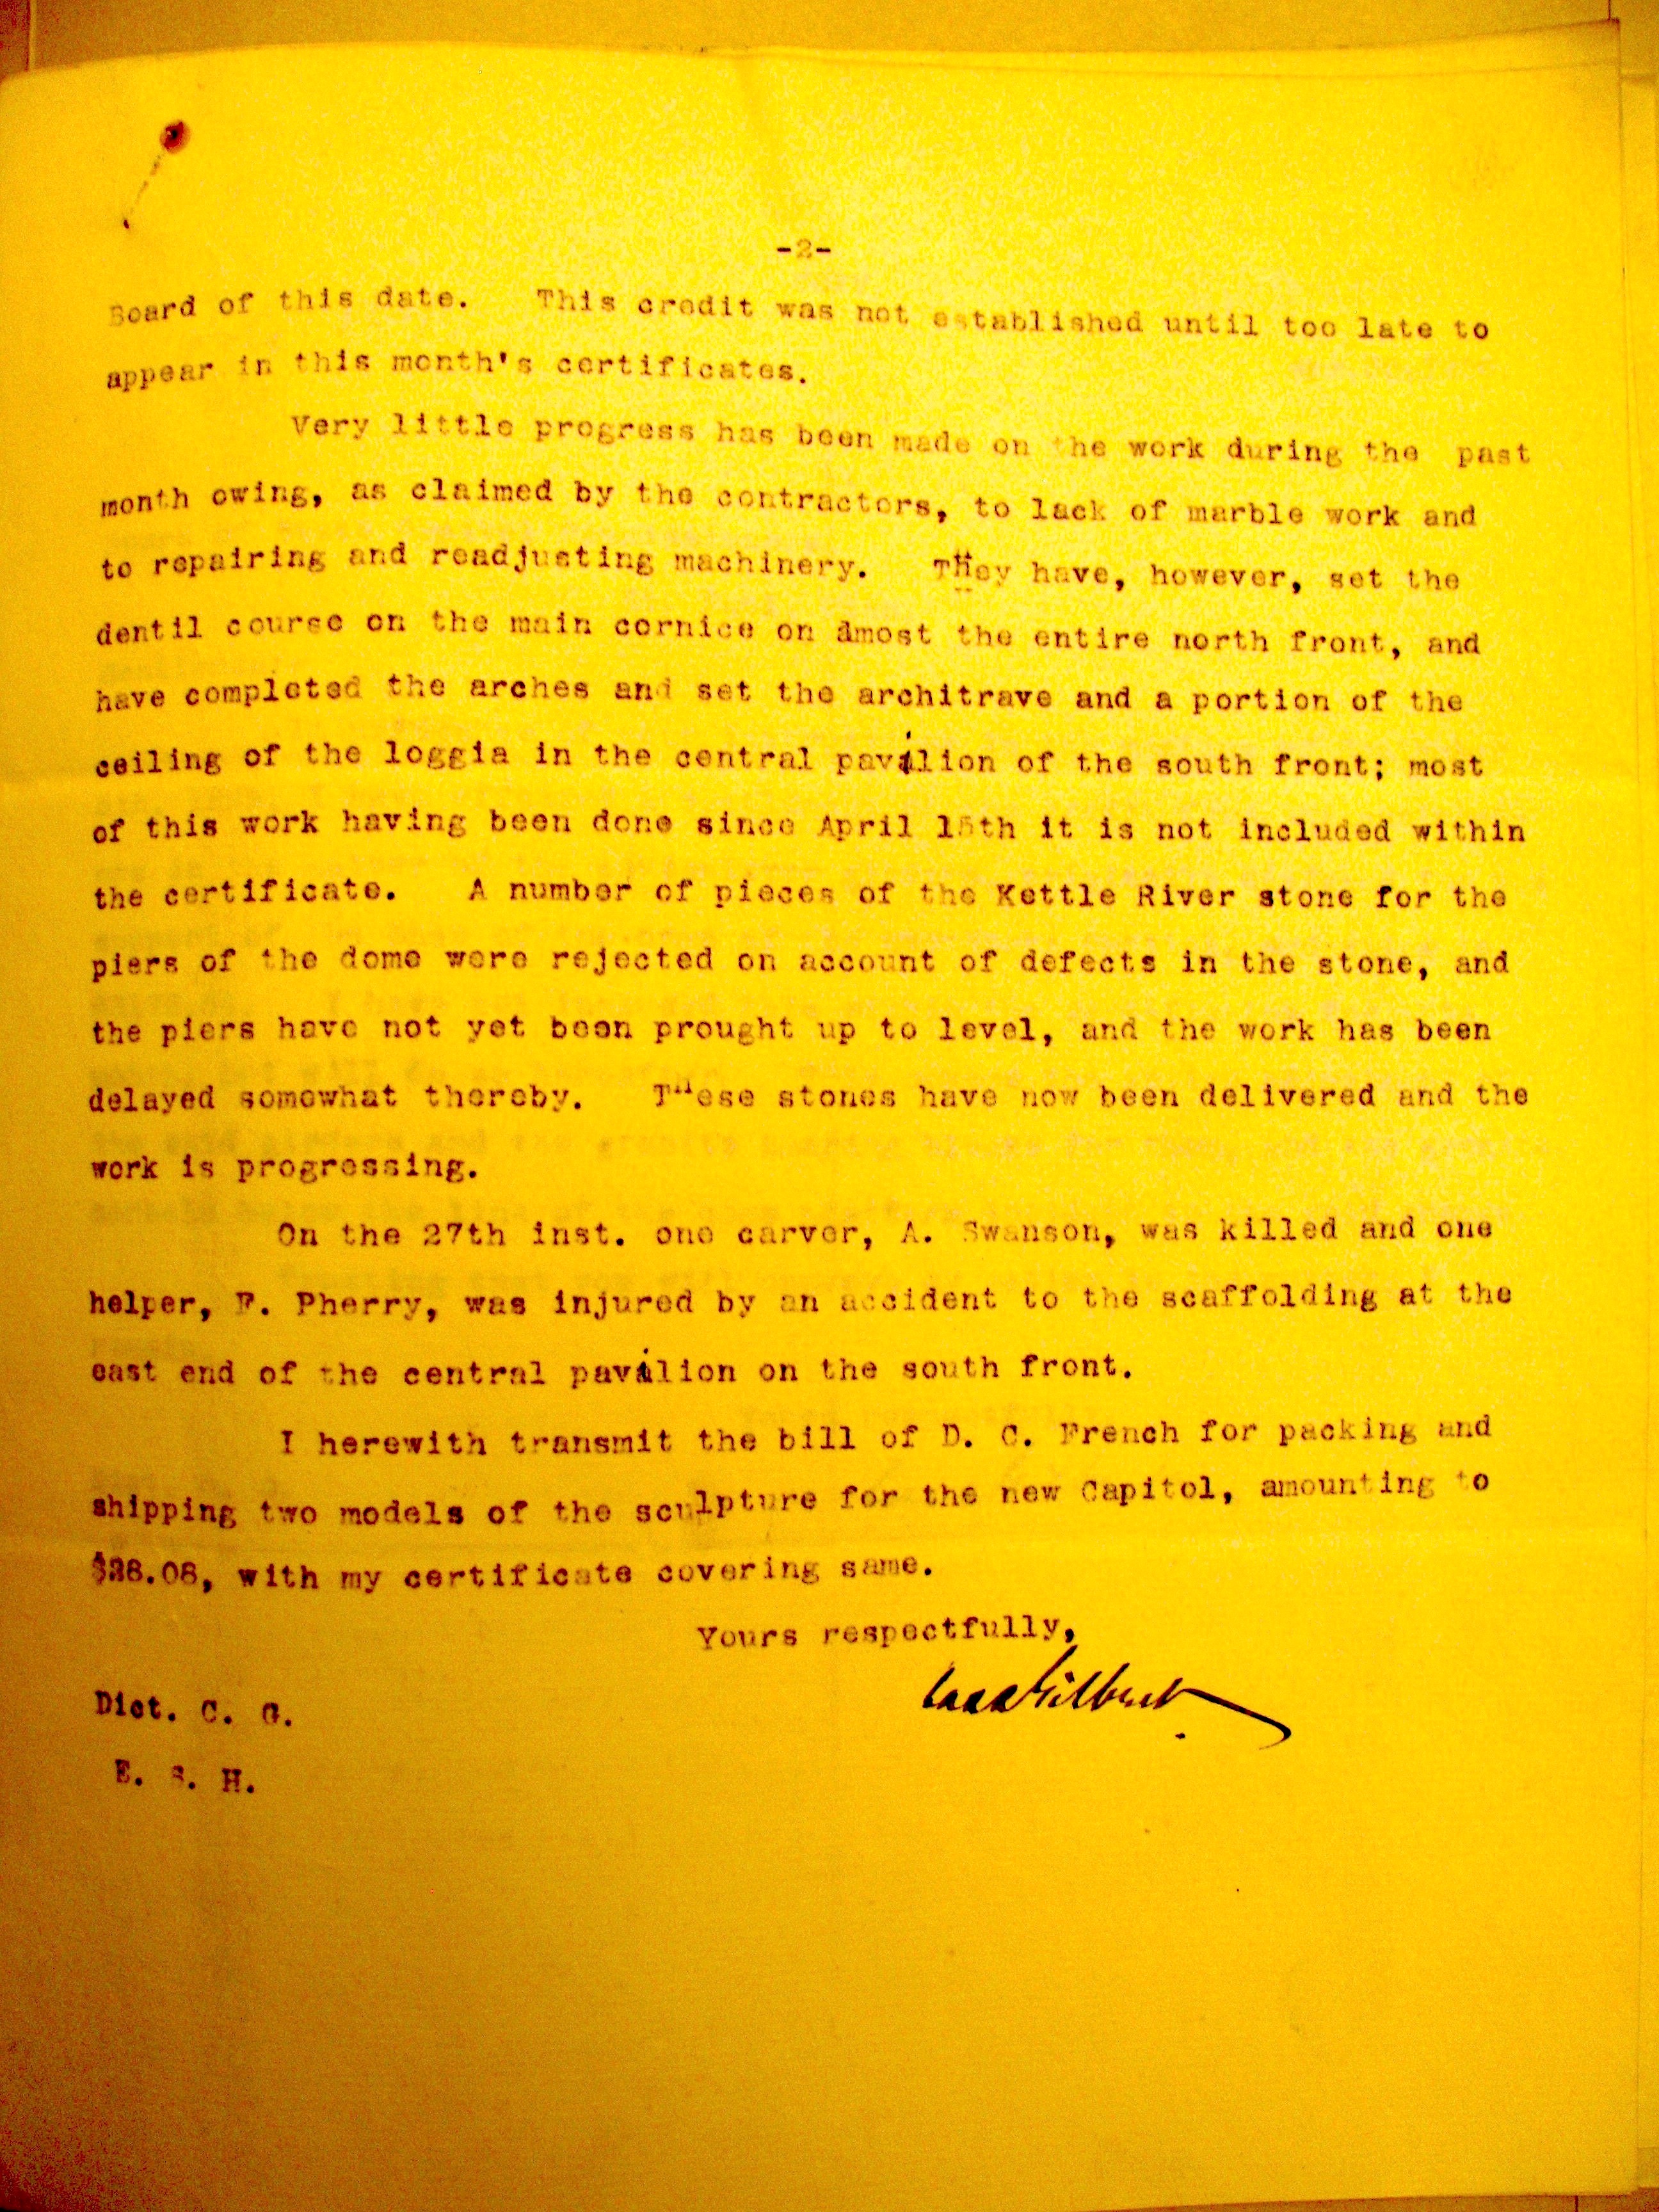 -2-
Board of this date. This credit was not established until too late to
appear in this month's certificates.
Very little progress has been made on the work during the past
month owing, as claimed by the contractors, to lack of marble work and
to repairing and readjusting machinery. They have, however, set the
dentil course on the main cornice on amost the entire north front, and
have completed the arches and set the architrave and a portion of the
ceiling of the loggia in the central pavilion of the south front; most
of this work having been done since April 15th it is not included within
the certificate. A number of pieces of the Kettle River stone for the
piers of the dome were rejected on account of defects in the stone, and
the piers have not yet been prought up to level, and the work has been
delayed somewhat thereby. These stones have now been delivered and the
work is progressing.
On the 27th inst. one carver, A. Swanson, was killed and one
helper, F. Pherry, was injured by an accident to the scaffolding at the
east end of the central pavilion on the south front.
I herewith transmit the bill of D. C. French for packing and
shipping two models of the sculpture for the new Capitol, amounting to
$38.08, with my certificate covering same.
Yours respectfully,
Cass Gilbert
Dict. C. G.
E. S. H.